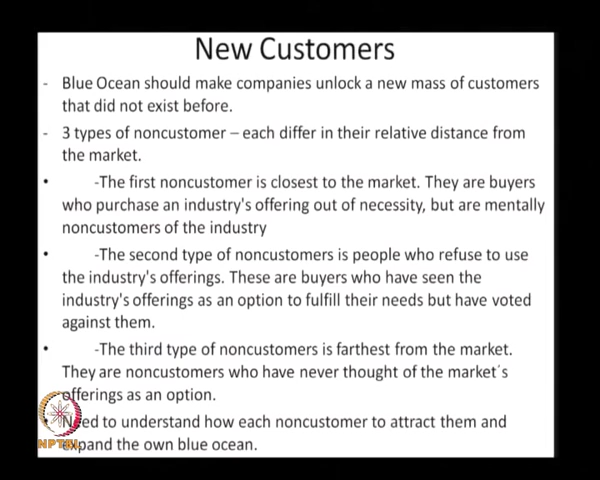 New Customers
- Blue Ocean should make companies unlock a new mass of customers
that did not exist before.
- 3 types of noncustomer – each differ in their relative distance from
the market.
• -The first noncustomer is closest to the market. They are buyers
who purchase an industry's offering out of necessity, but are mentally
noncustomers of the industry
• -The second type of noncustomers is people who refuse to use
the industry's offerings. These are buyers who have seen the
industry's offerings as an option to fulfill their needs but have voted
against them.
• -The third type of noncustomers is farthest from the market.
They are noncustomers who have never thought of the market's
offerings as an option.
• Need to understand how each noncustomer to attract them and
expand the own blue ocean.
NPTEL